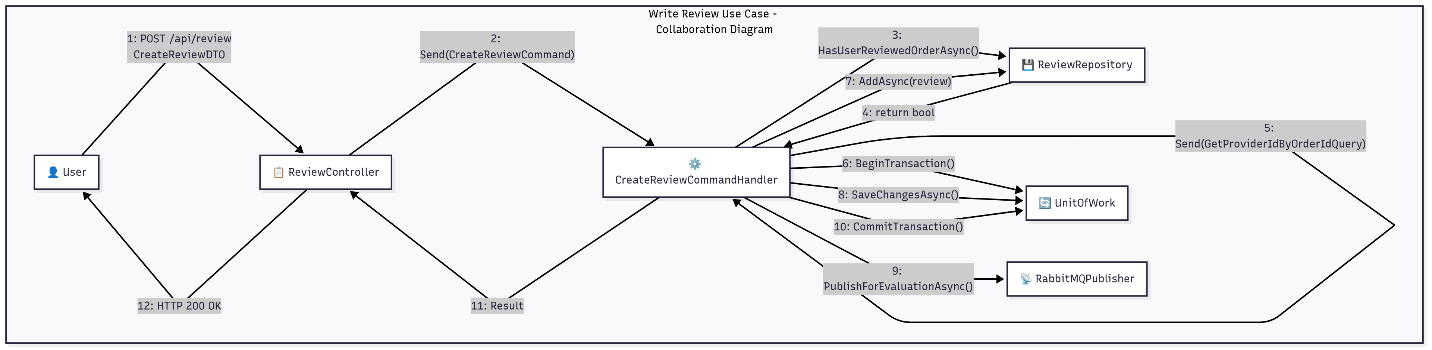 Write Review Use Case -
Collaboration Diagram
1: POST /api/review
CreateReviewDTO
2:
Send(CreateReviewCommand)
3:
HasUserReviewedOrderAsync()
ReviewRepository
7: AddAsync(review)
4: return bool
5:
Send(GetProviderIdByOrderIdQuery)
User
ReviewController
CreateReviewCommandHandler
6: BeginTransaction()
8: SaveChangesAsync()
UnitOfWork
10: CommitTransaction()
9:
PublishForEvaluationAsync()
RabbitMQPublisher
12: HTTP 200 OK
11: Result